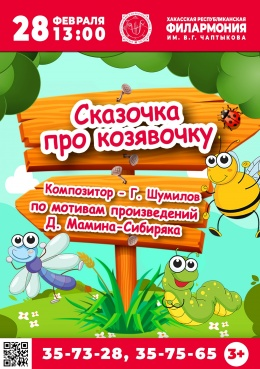 28 ФЕВРАЛЯ
13:00
ХАКАССКАЯ РЕСПУБЛИКАНСКАЯ
ФИЛАРМОНИЯ
ИМ. В.Г. ЧАПТЫКОВА
Сказочка
про козявочку
Композитор - Г. Шумилов
по мотивам произведений
Д. Мамина-Сибиряка
35-73-28, 35-75-65
3+